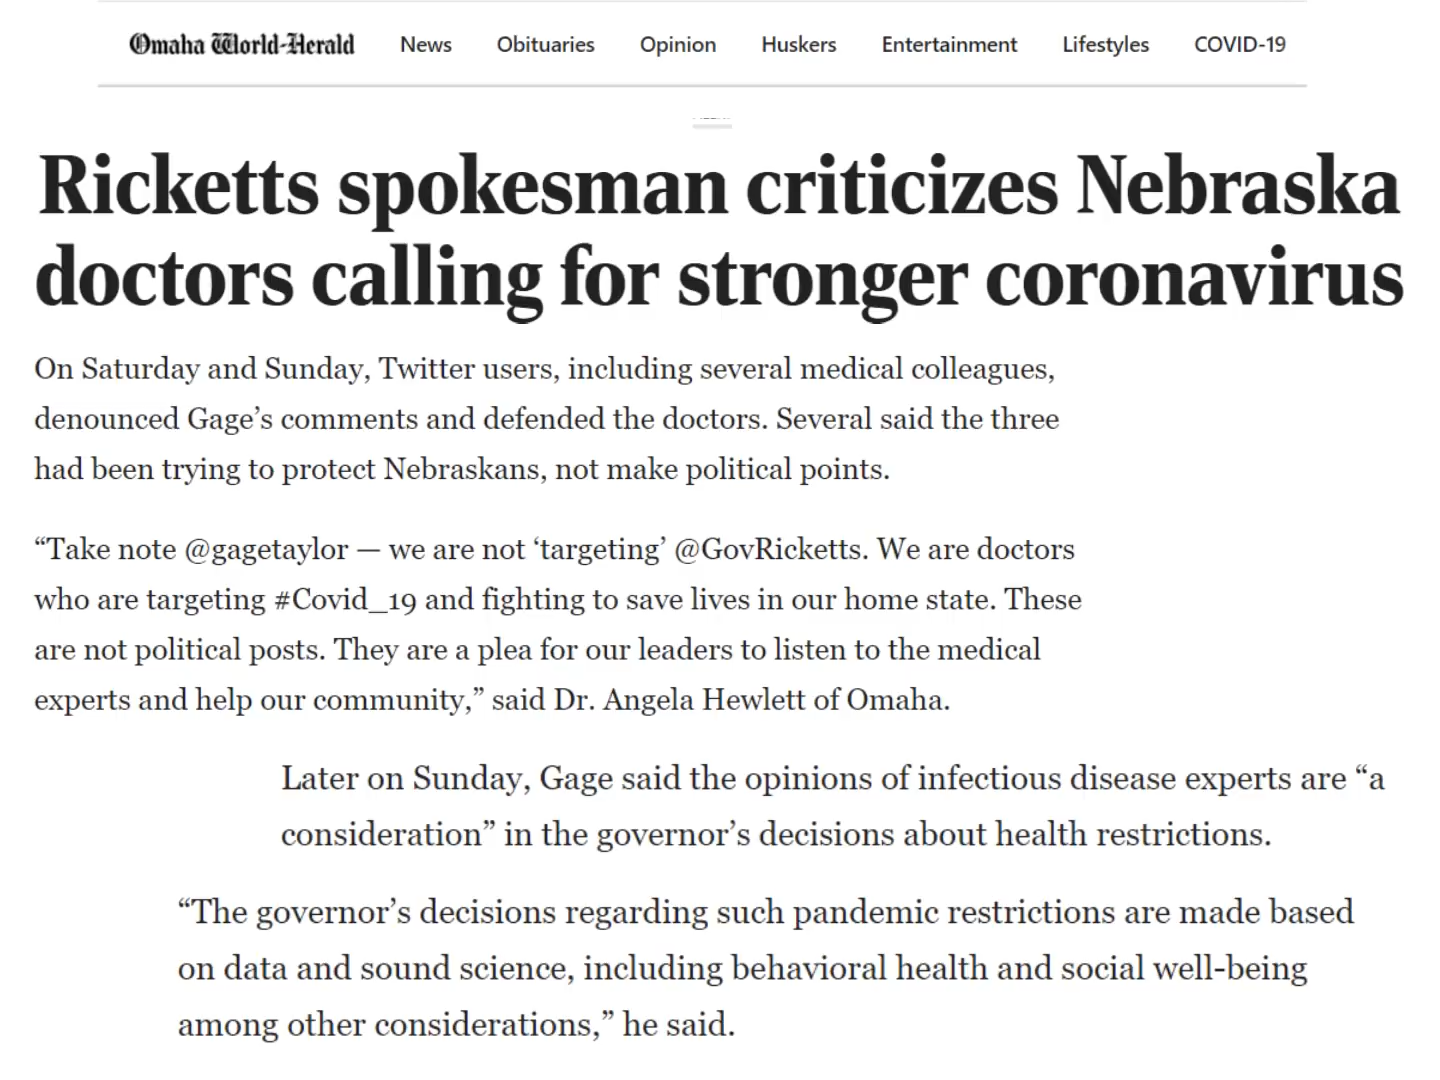 Omaha World-Herald News Obituaries Opinion Huskers Entertainment Lifestyles COVID-19
Ricketts spokesman criticizes Nebraska
doctors calling for stronger coronavirus
On Saturday and Sunday, Twitter users, including several medical colleagues,
denounced Gage’s comments and defended the doctors. Several said the three
had been trying to protect Nebraskans, not make political points.
“Take note @gagetaylor — we are not ‘targeting’ @GovRicketts. We are doctors
who are targeting #Covid_19 and fighting to save lives in our home state. These
are not political posts. They are a plea for our leaders to listen to the medical
experts and help our community,” said Dr. Angela Hewlett of Omaha.
Later on Sunday, Gage said the opinions of infectious disease experts are “a
consideration” in the governor’s decisions about health restrictions.
“The governor’s decisions regarding such pandemic restrictions are made based
on data and sound science, including behavioral health and social well-being
among other considerations,” he said.